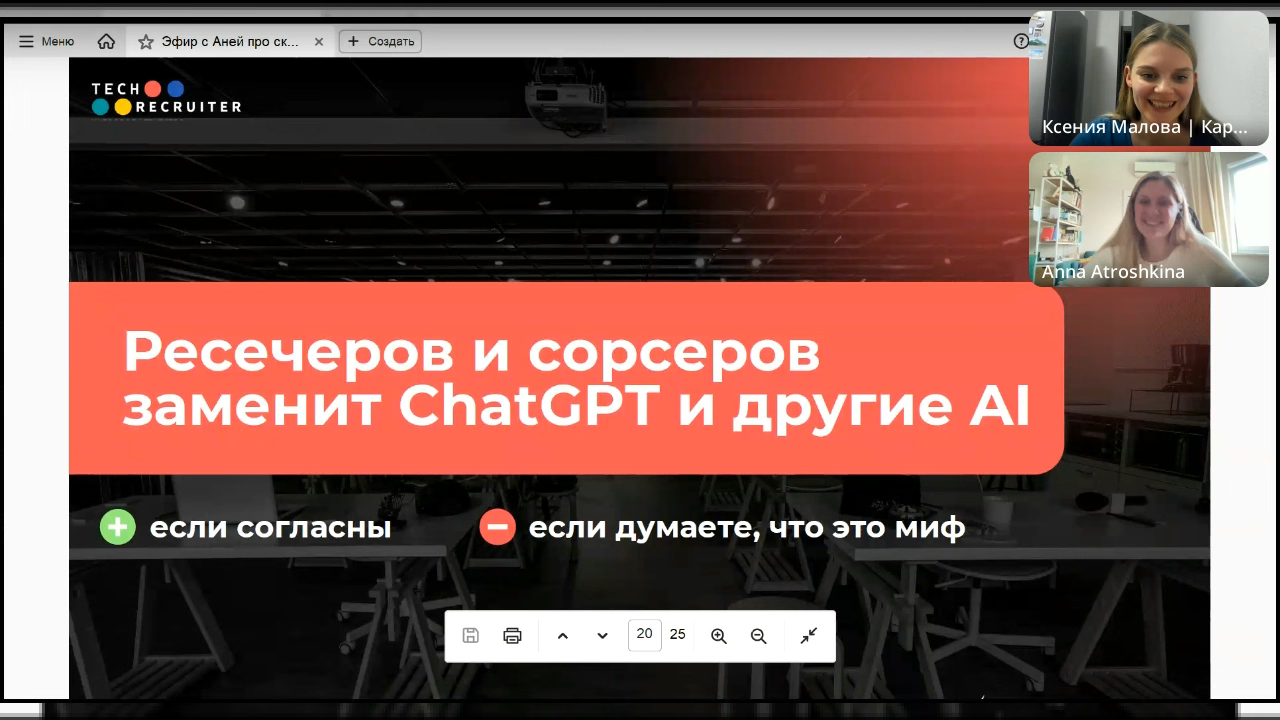 Меню
Эфир с Аней про ск...
Создать
TECH
RECRUITER
Ксения Малова | Кар...
Anna Atroshkina
Ресечеров и сорсеров
заменит ChatGPT и другие AI
если согласны
если думаете, что это миф
20 25